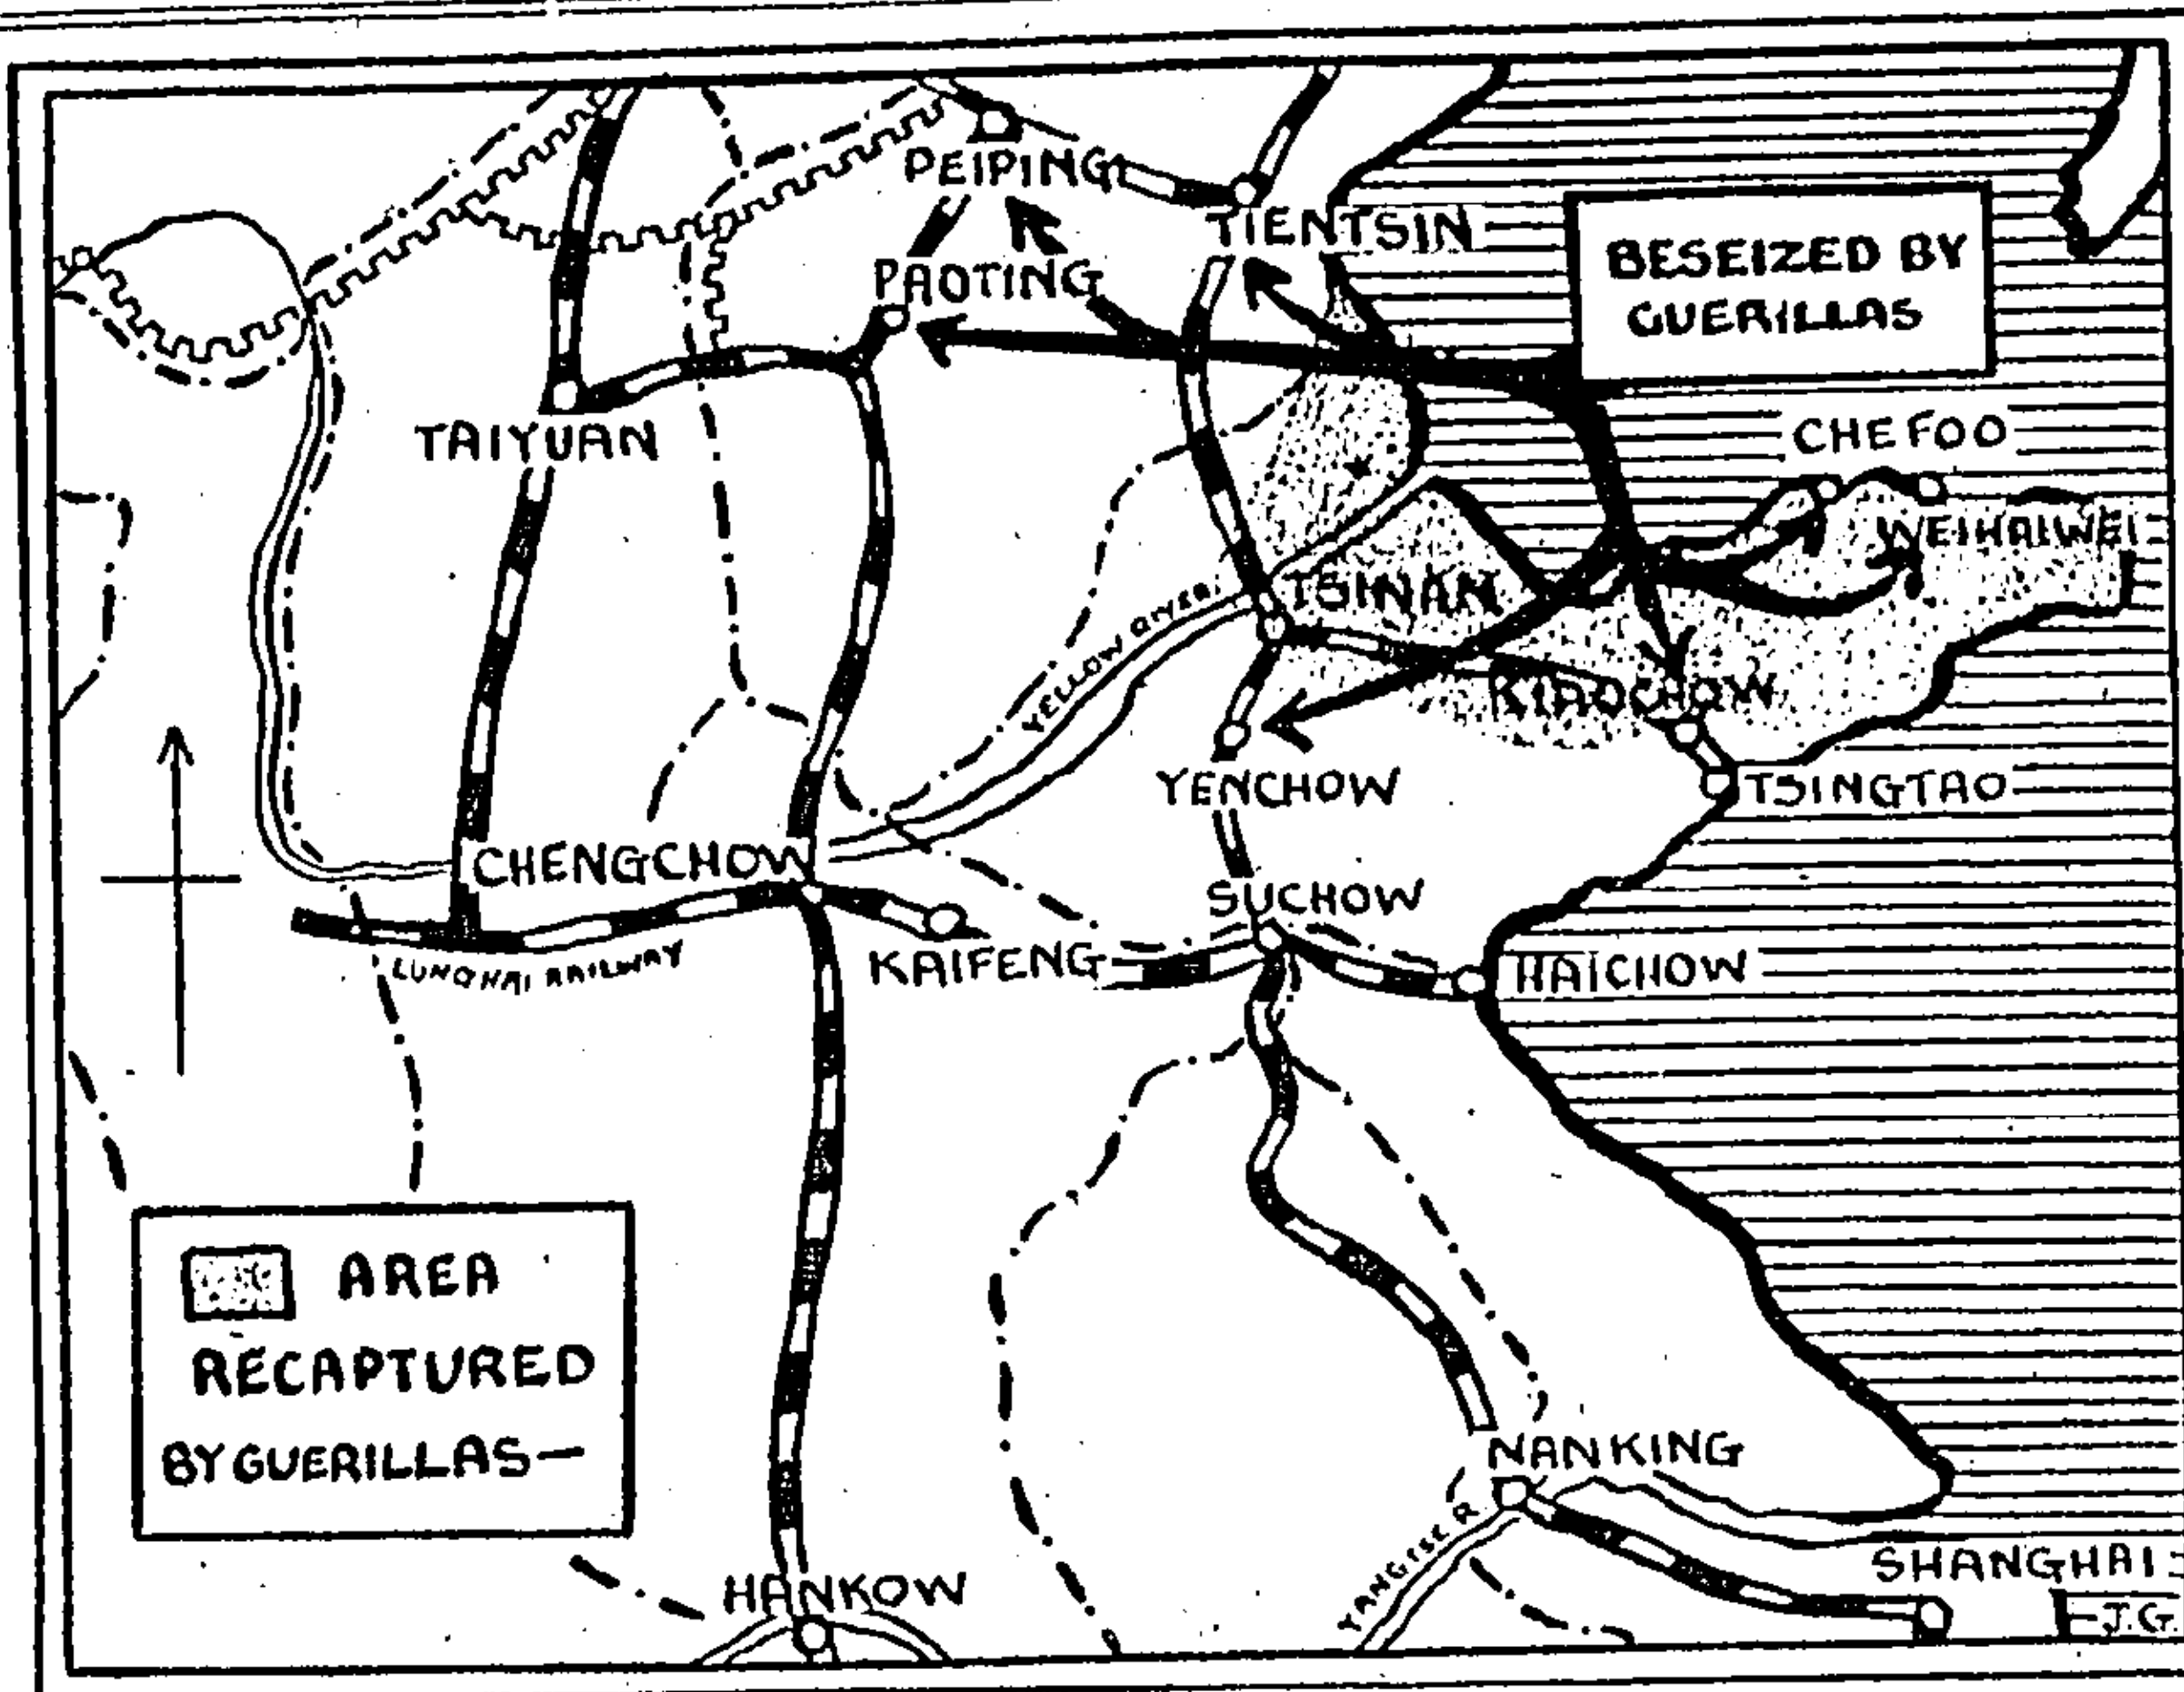 PEIPING
TIENTSIN
PAOTING
BESEIZED BY
GUERILLAS
TAIYUAN
CHEFOO
WEIHAIWEI
TSINAN
YELLOW RIVER
KIAOCHOW
YENCHOW
TSINGTAO
CHENGCHOW
SUCHOW
KAIFENG
HAICHOW
LUNGHAI RAILWAY
AREA
RECAPTURED
BY GUERILLAS—
NANKING
YANGTSE R.
SHANGHAI
HANKOW
J.G.